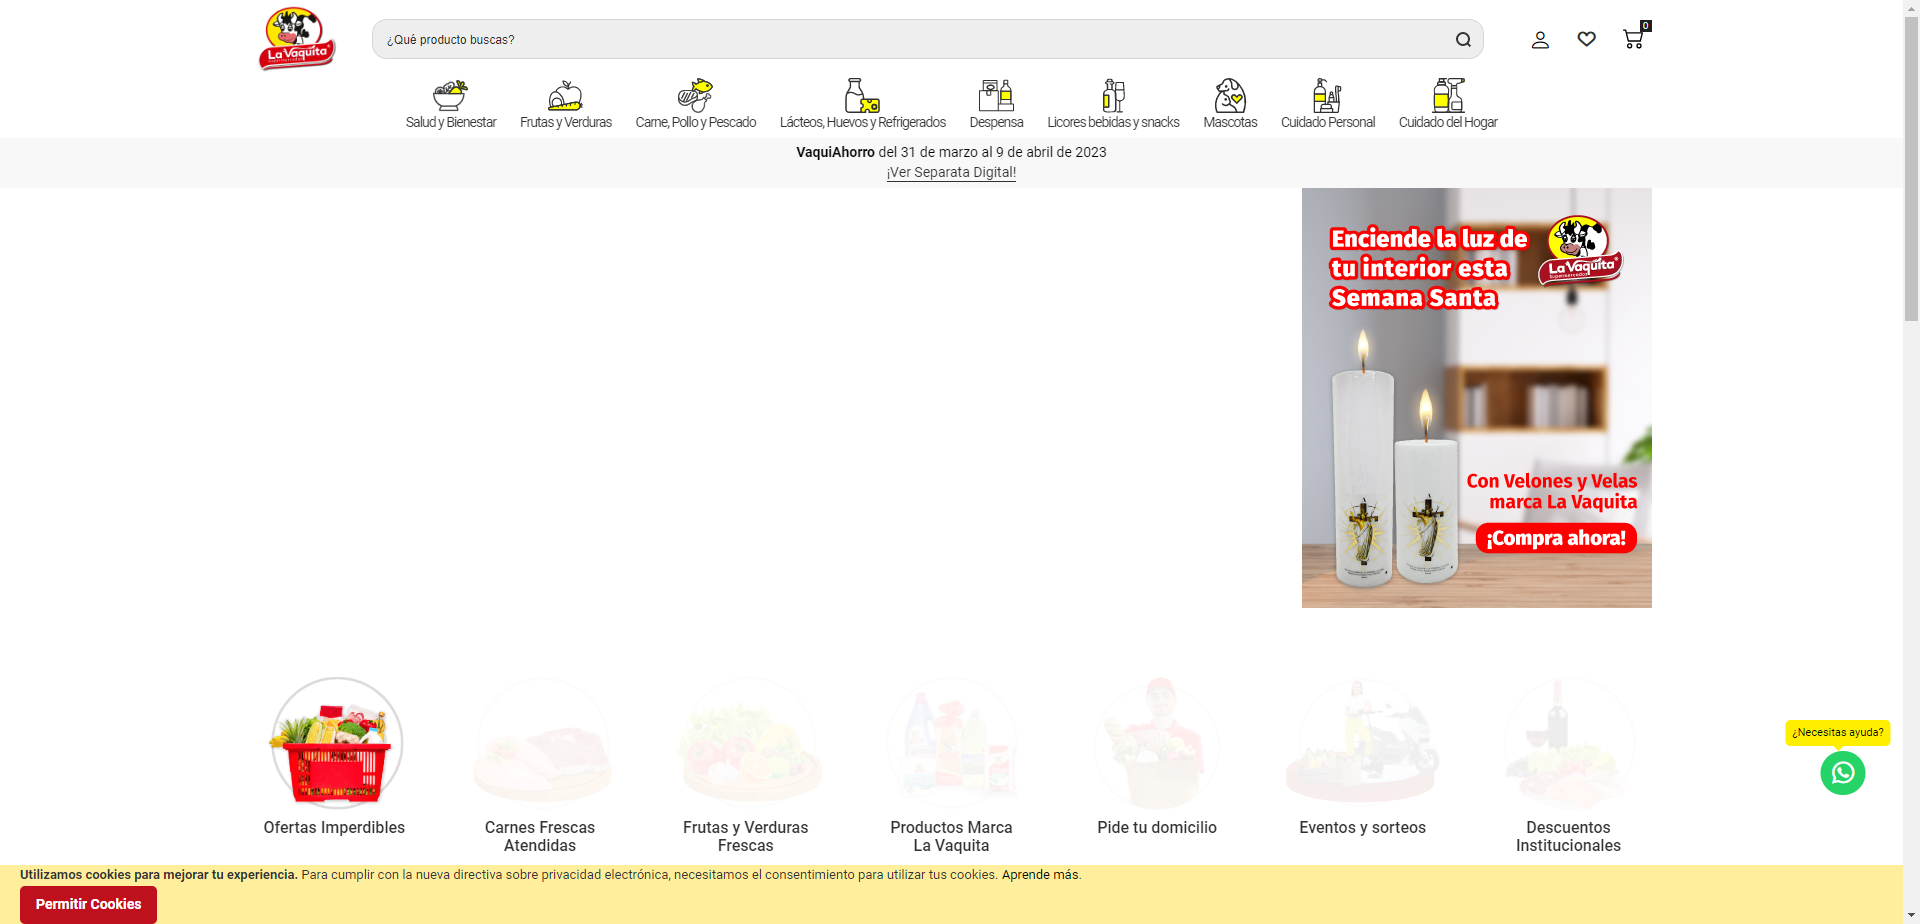 La Vaquita
Supermercados
¿Qué producto buscas?
0
Salud y Bienestar
Frutas y Verduras
Carne, Pollo y Pescado
Lácteos, Huevos y Refrigerados
Despensa
Licores bebidas y snacks
Mascotas
Cuidado Personal
Cuidado del Hogar
VaquiAhorro del 31 de marzo al 9 de abril de 2023
¡Ver Separata Digital!
Enciende la luz de
tu interior esta
Semana Santa
La Vaquita
Supermercados
Con Velones y Velas
marca La Vaquita
¡Compra ahora!
¿Necesitas ayuda?
Ofertas Imperdibles
Carnes Frescas
Atendidas
Frutas y Verduras
Frescas
Productos Marca
La Vaquita
Pide tu domicilio
Eventos y sorteos
Descuentos
Institucionales
Utilizamos cookies para mejorar tu experiencia. Para cumplir con la nueva directiva sobre privacidad electrónica, necesitamos el consentimiento para utilizar tus cookies. Aprende más.
Permitir Cookies